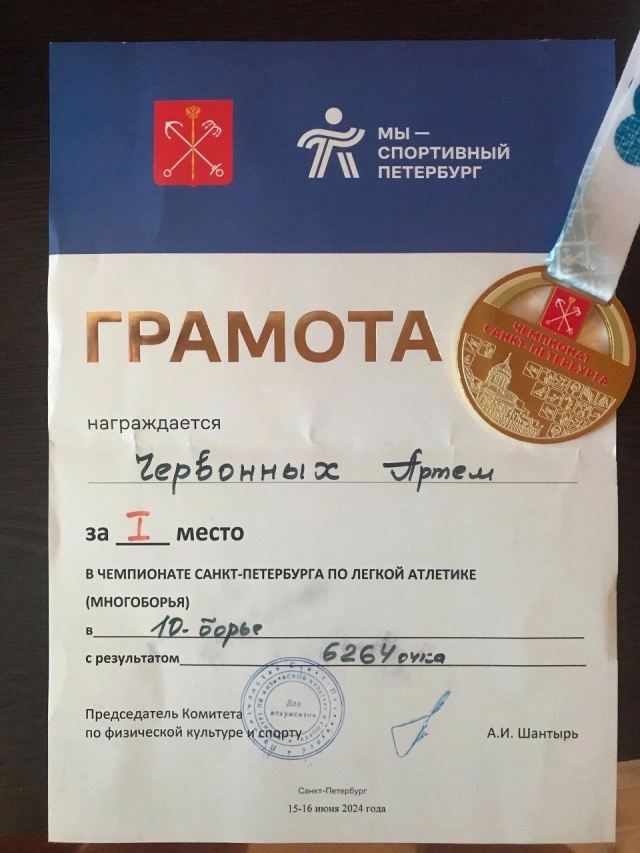 МЫ —
СПОРТИВНЫЙ
ПЕТЕРБУРГ
ЧЕМПИОНАТ
САНКТ-ПЕТЕРБУРГА
ГРАМОТА
награждается
Червонных Артем
за I место
В ЧЕМПИОНАТЕ САНКТ-ПЕТЕРБУРГА ПО ЛЕГКОЙ АТЛЕТИКЕ
(МНОГОБОРЬЯ)
в 10-борье
с результатом 6264 очка
Для
документов
Председатель Комитета
по физической культуре и спорту
А.И. Шантырь
Санкт-Петербург
15-16 июня 2024 года